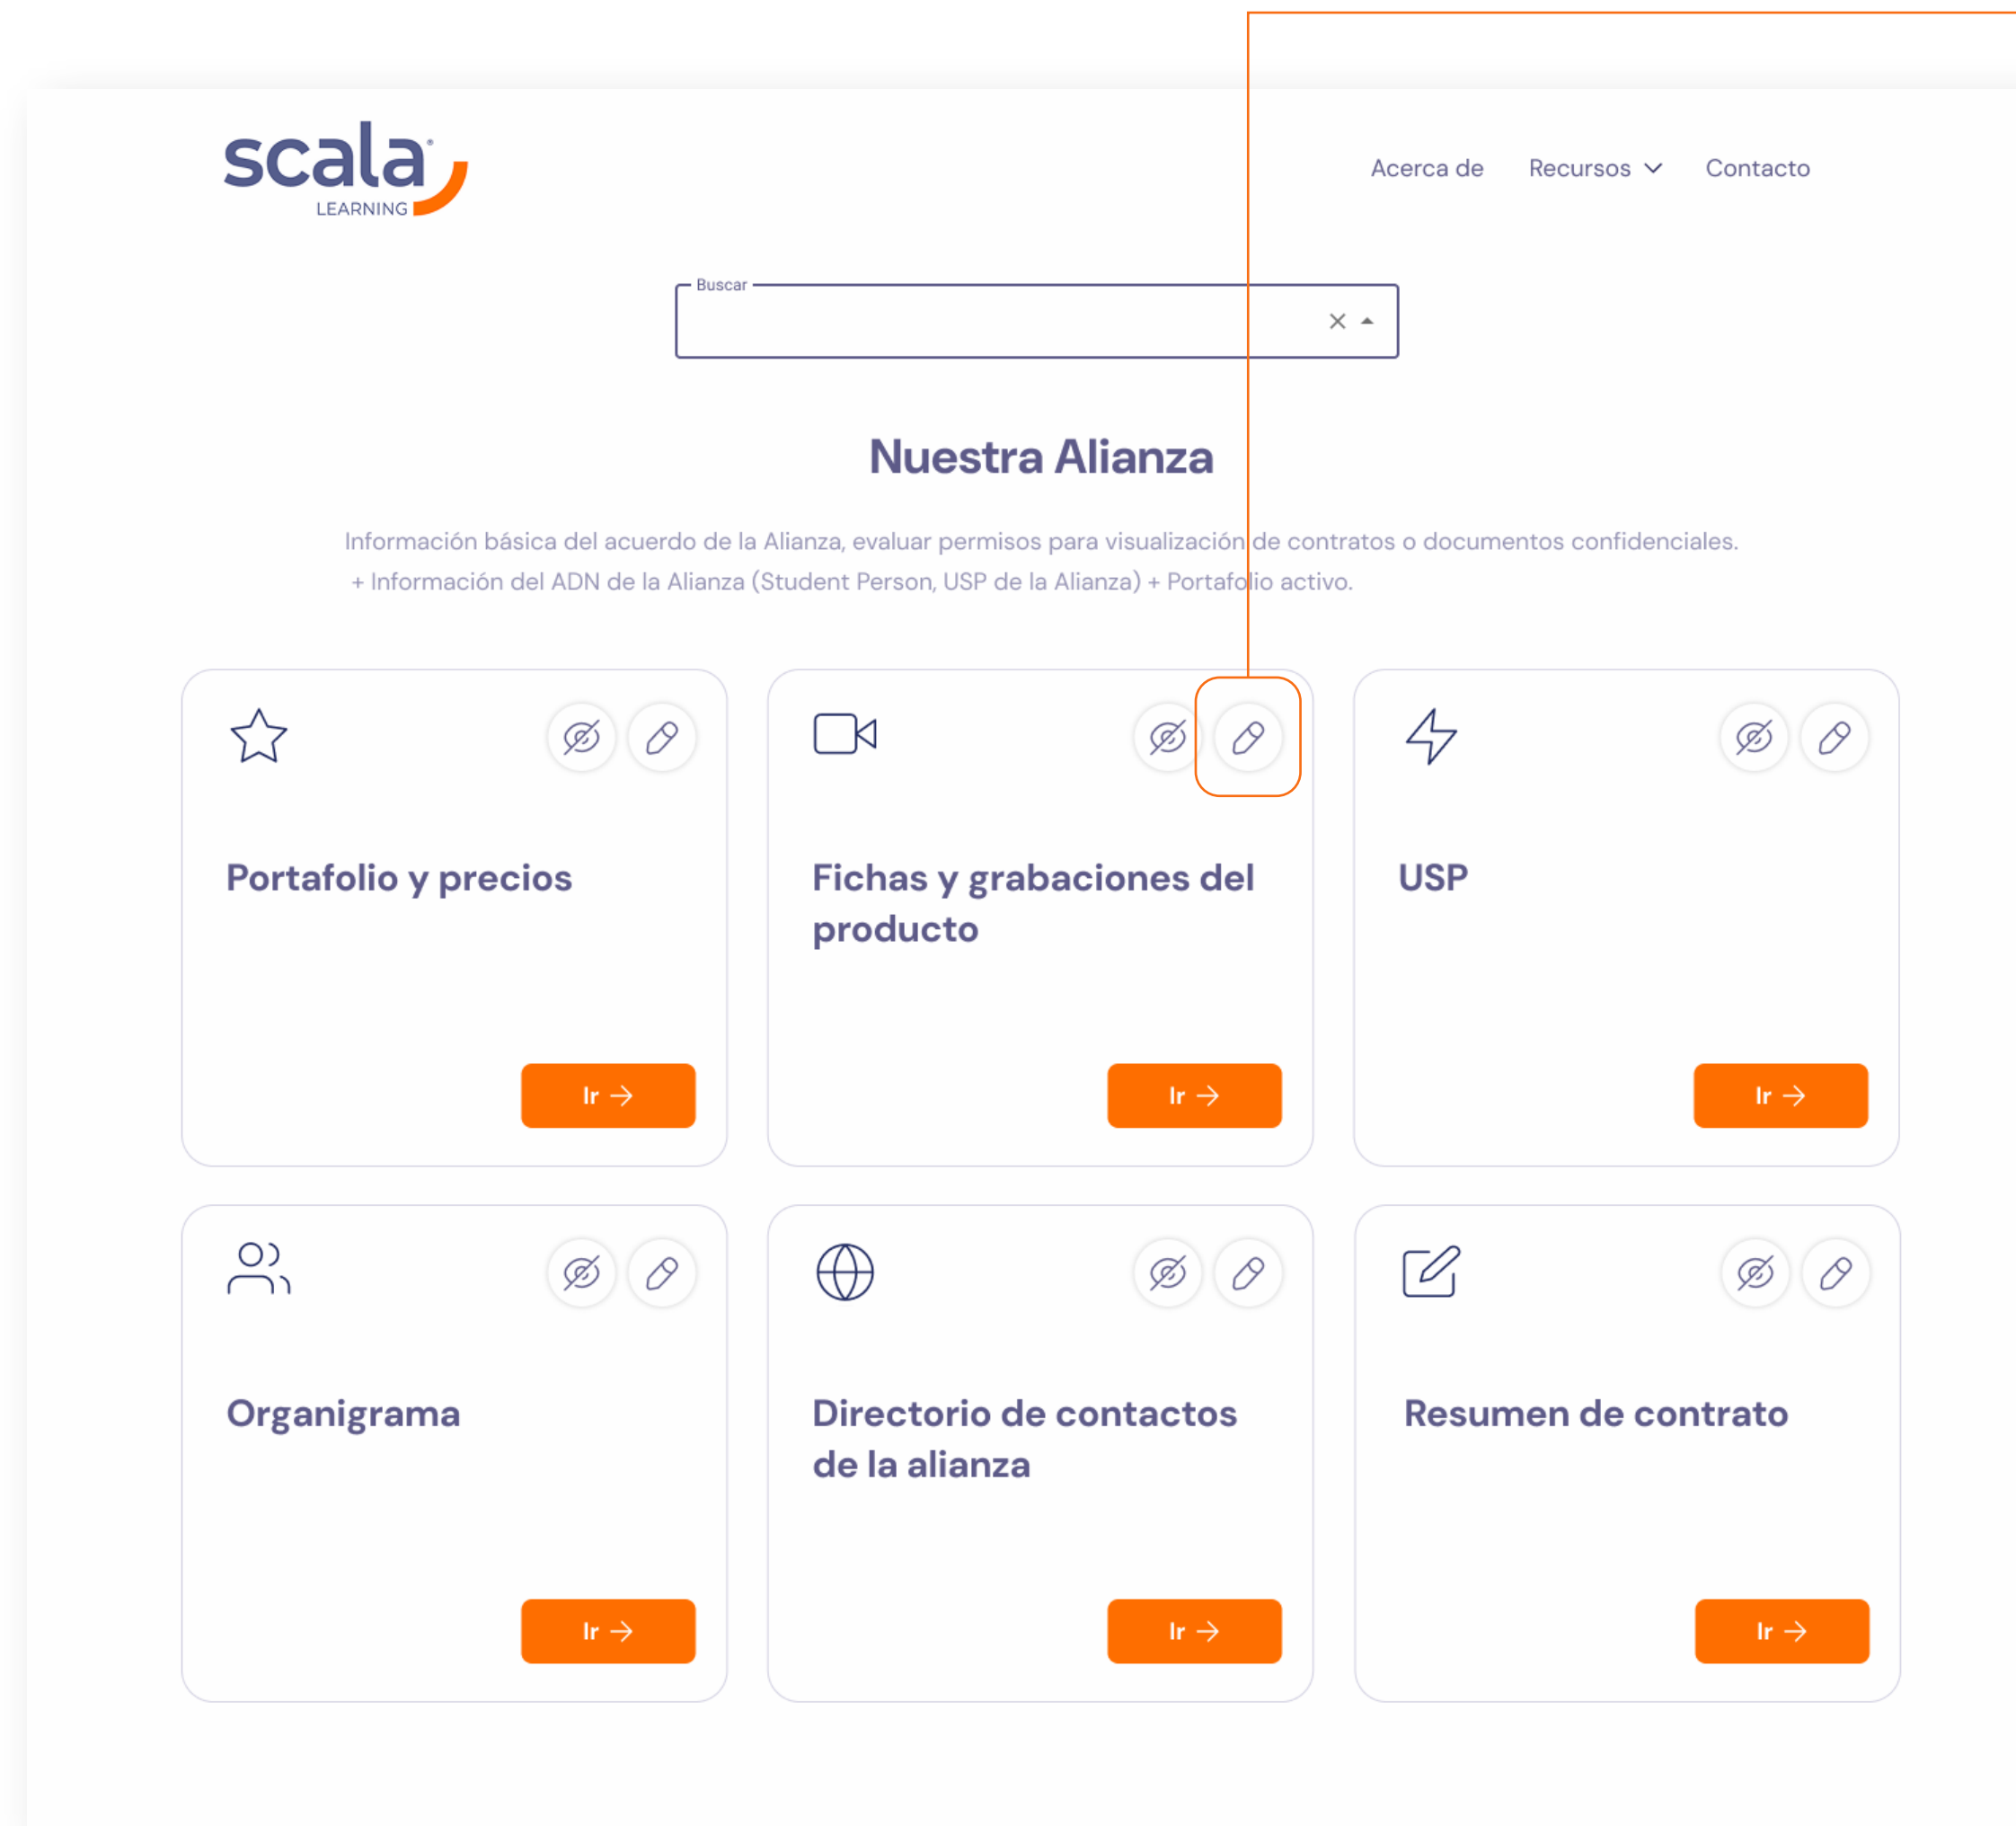 scala®
LEARNING
Acerca de Recursos Contacto
Buscar
Nuestra Alianza
Información básica del acuerdo de la Alianza, evaluar permisos para visualización de contratos o documentos confidenciales.
+ Información del ADN de la Alianza (Student Person, USP de la Alianza) + Portafolio activo.
Portafolio y precios
Ir →
Fichas y grabaciones del
producto
Ir →
USP
Ir →
Organigrama
Ir →
Directorio de contactos
de la alianza
Ir →
Resumen de contrato
Ir →